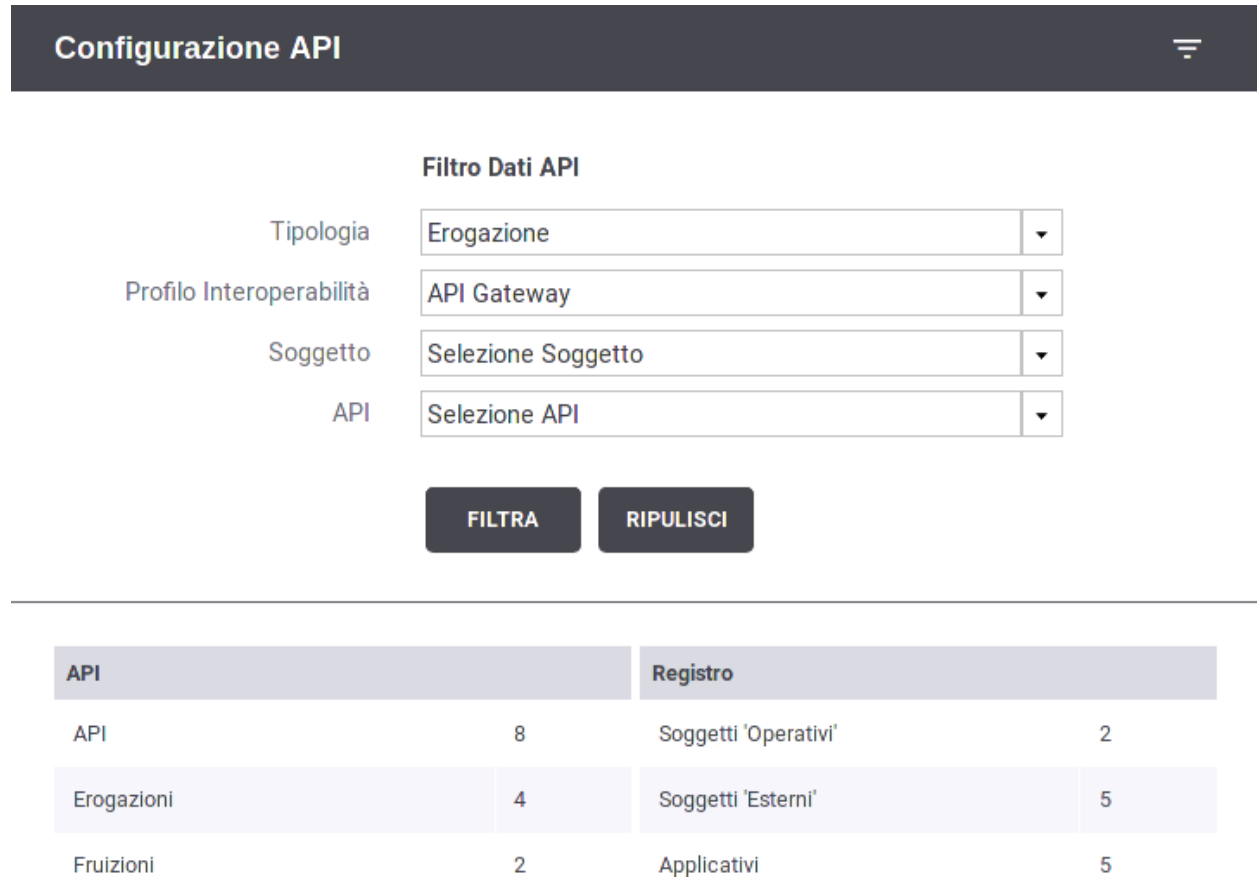 Configurazione API
Filtro Dati API
Tipologia Erogazione
Profilo Interoperabilità API Gateway
Soggetto Selezione Soggetto
API Selezione API
FILTRA RIPULISCI
API Registro
API 8 Soggetti 'Operativi' 2
Erogazioni 4 Soggetti 'Esterni' 5
Fruizioni 2 Applicativi 5